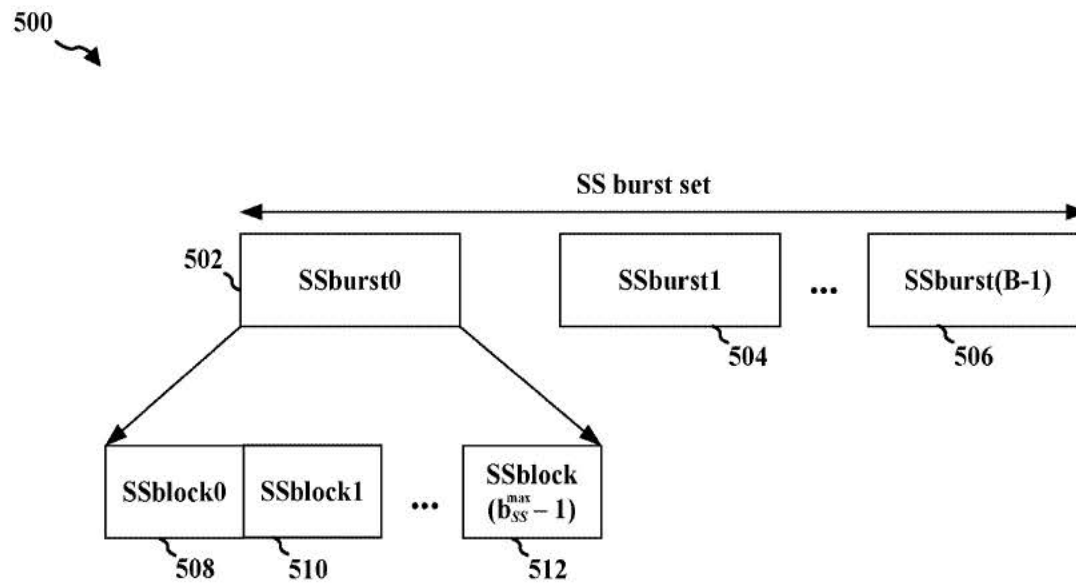 500
SS burst set
502
SSburst0
SSburst1
...
SSburst(B-1)
504
506
SSblock0
SSblock1
...
SSblock
(b_SS^max – 1)
508
510
512